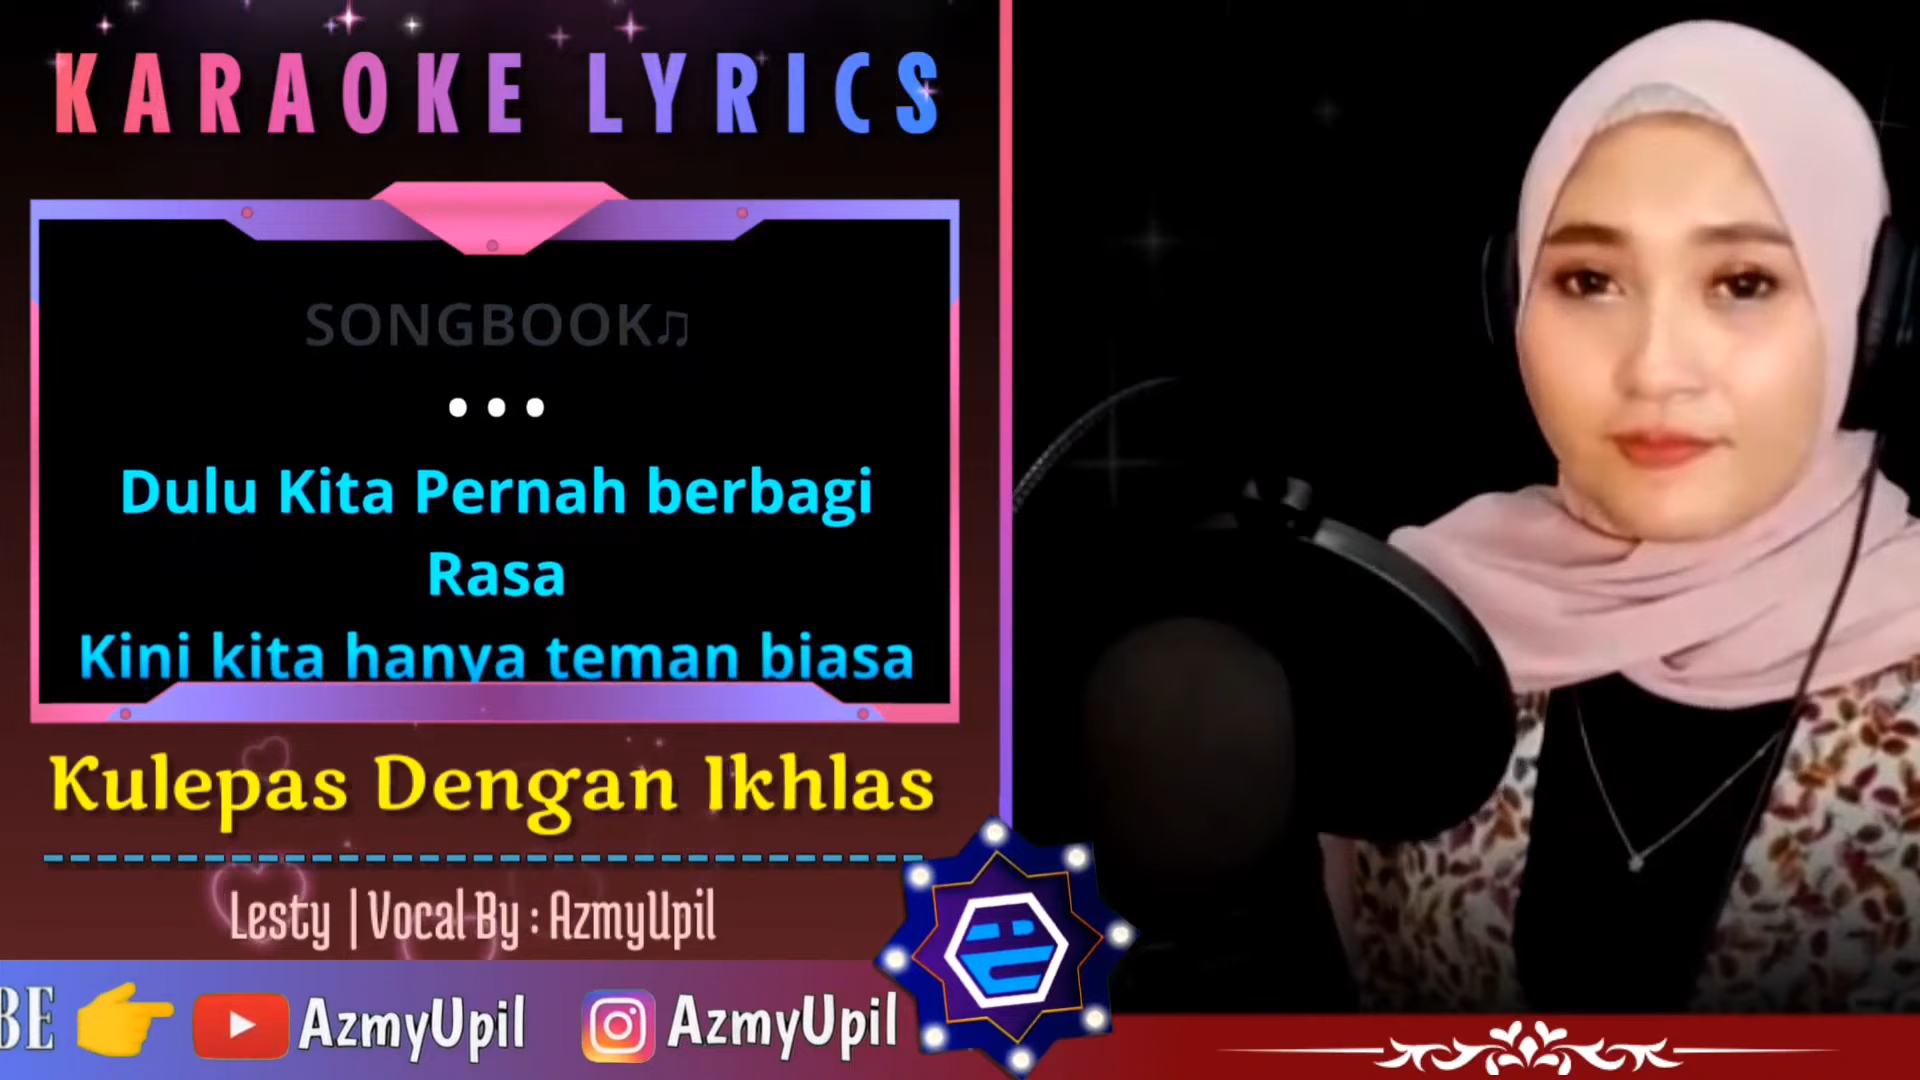 KARAOKE LYRICS
SONGBOOK♫
•••
Dulu Kita Pernah berbagi
Rasa
Kini kita hanya teman biasa
Kulepas Dengan Ikhlas
Lesty | Vocal By : AzmyUpil
BE 👉 AzmyUpil AzmyUpil